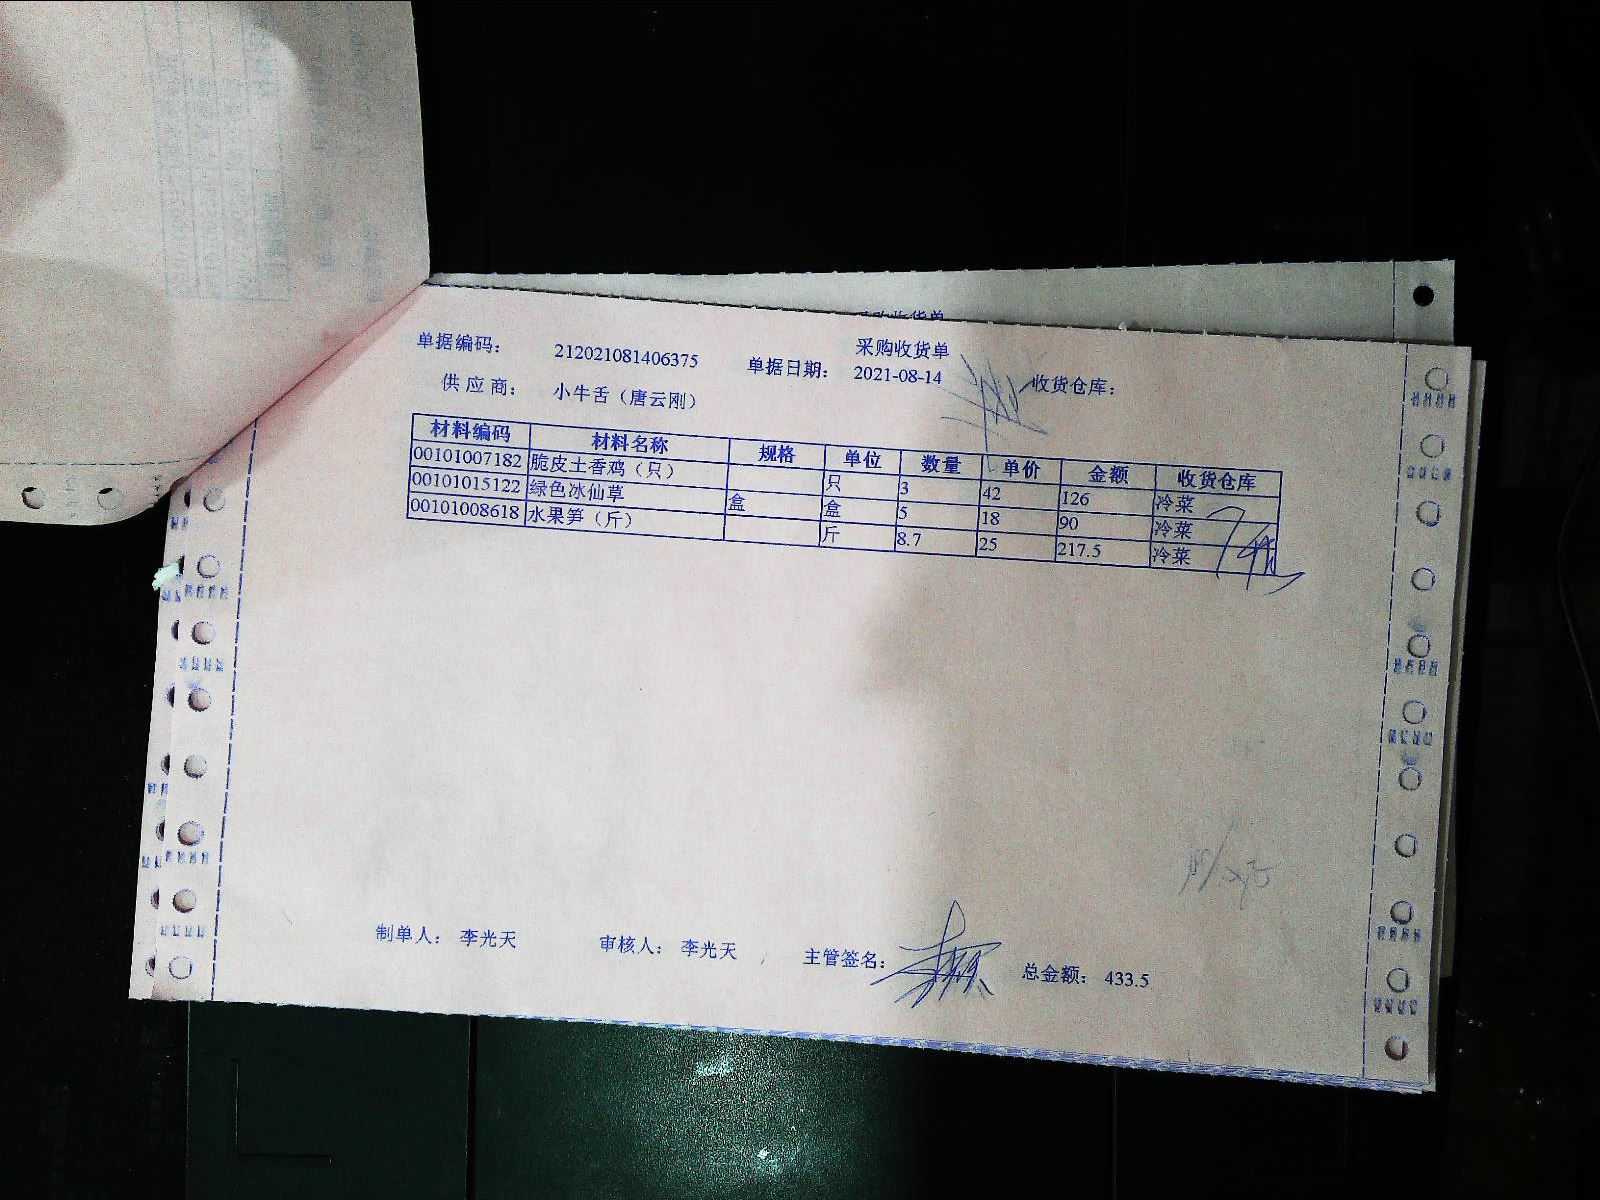 采购收货单
单据编码： 212021081406375 单据日期： 2021-08-14 收货仓库：
供应商： 小牛舌（唐云刚）
材料编码 材料名称 规格 单位 数量 单价 金额 收货仓库
00101007182 脆皮土香鸡（只） 只 3 42 126 冷菜
00101015122 绿色冰仙草 盒 盒 5 18 90 冷菜
00101008618 水果笋（斤） 斤 8.7 25 217.5 冷菜
制单人： 李光天 审核人： 李光天 主管签名： 总金额： 433.5